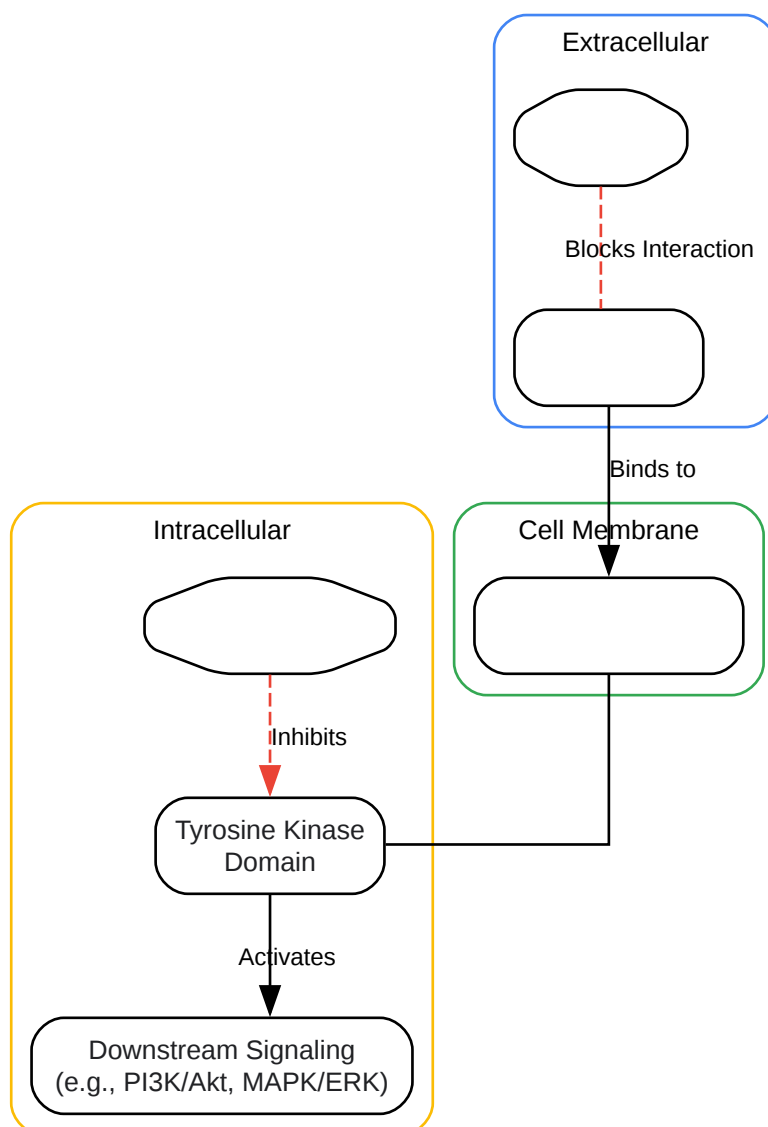 Extracellular
Blocks Interaction
Binds to
Intracellular
Cell Membrane
Inhibits
Tyrosine Kinase
Domain
Activates
Downstream Signaling
(e.g., PI3K/Akt, MAPK/ERK)